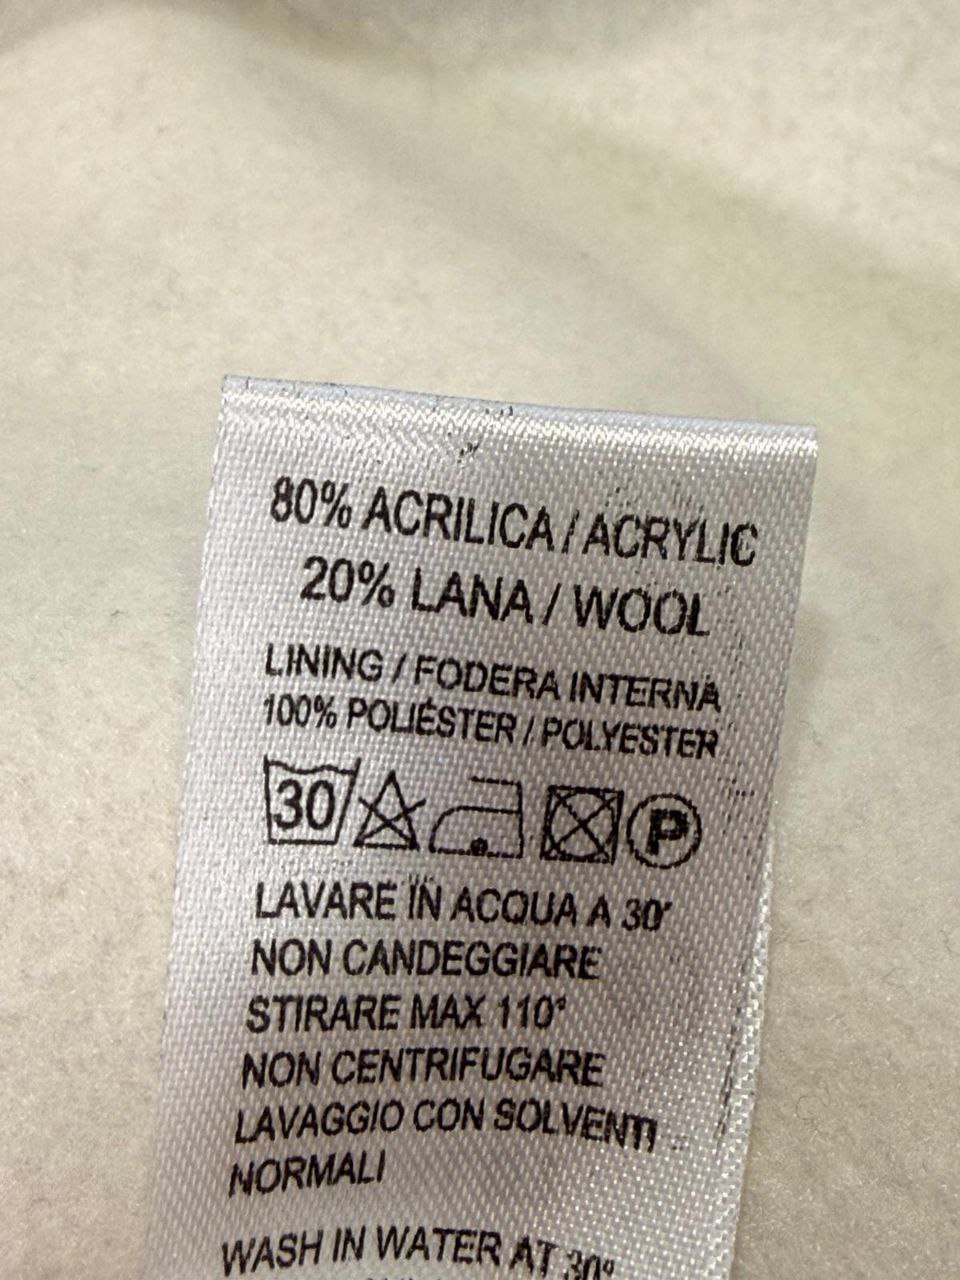 80% ACRILICA / ACRYLIC
20% LANA / WOOL
LINING / FODERA INTERNA
100% POLIÉSTER / POLYESTER
30 P
LAVARE IN ACQUA A 30°
NON CANDEGGIARE
STIRARE MAX 110°
NON CENTRIFUGARE
LAVAGGIO CON SOLVENTI
NORMALI
WASH IN WATER AT 30°